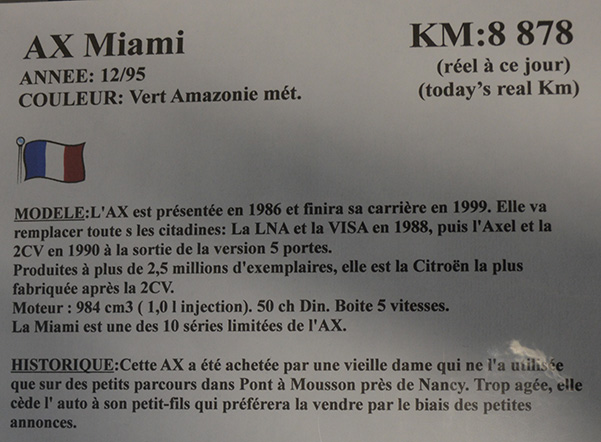 AX Miami
KM:8 878
ANNEE: 12/95
(réel à ce jour)
COULEUR: Vert Amazonie mét.
(today's real Km)
MODELE:L'AX est présentée en 1986 et finira sa carrière en 1999. Elle va
remplacer toute s les citadines: La LNA et la VISA en 1988, puis l'Axel et la
2CV en 1990 à la sortie de la version 5 portes.
Produites à plus de 2,5 millions d'exemplaires, elle est la Citroën la plus
fabriquée après la 2CV.
Moteur : 984 cm3 ( 1,0 l injection). 50 ch Din. Boite 5 vitesses.
La Miami est une des 10 séries limitées de l'AX.
HISTORIQUE:Cette AX a été achetée par une vieille dame qui ne l'a utilisée
que sur des petits parcours dans Pont à Mousson près de Nancy. Trop agée, elle
cède l' auto à son petit-fils qui préférera la vendre par le biais des petites
annonces.